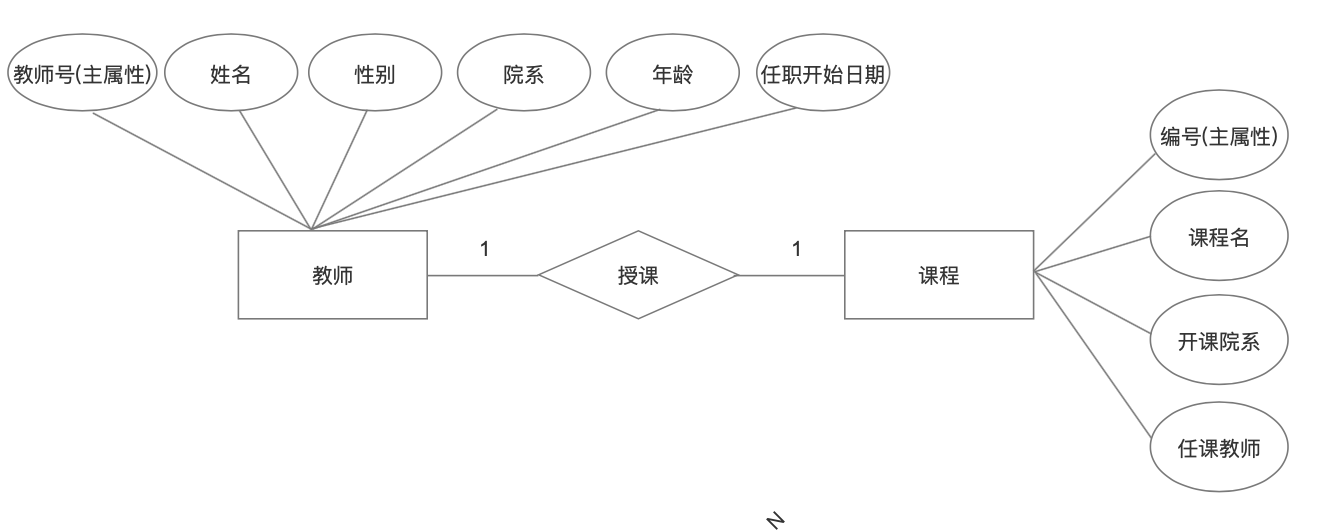 教师号(主属性)
姓名
性别
院系
年龄
任职开始日期
编号(主属性)
课程名
开课院系
任课教师
教师
1
授课
1
课程
N